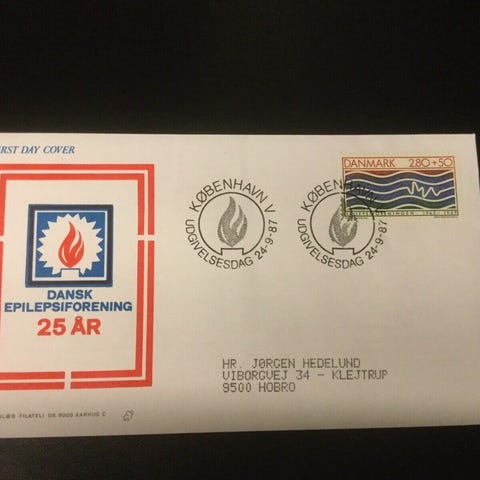 FIRST DAY COVER
DANMARK 2.80+50
KØBENHAVN V
UDGIVELSESDAG 24-9-87
KØBENHAVN V
UDGIVELSESDAG 24-9-87
DANSK
EPILEPSIFORENING
25 ÅR
HR. JØRGEN HEDELUND
VIBORGVEJ 34 - KLEJTRUP
9500 HOBRO
FILATELI DK 8000 AARHUS C